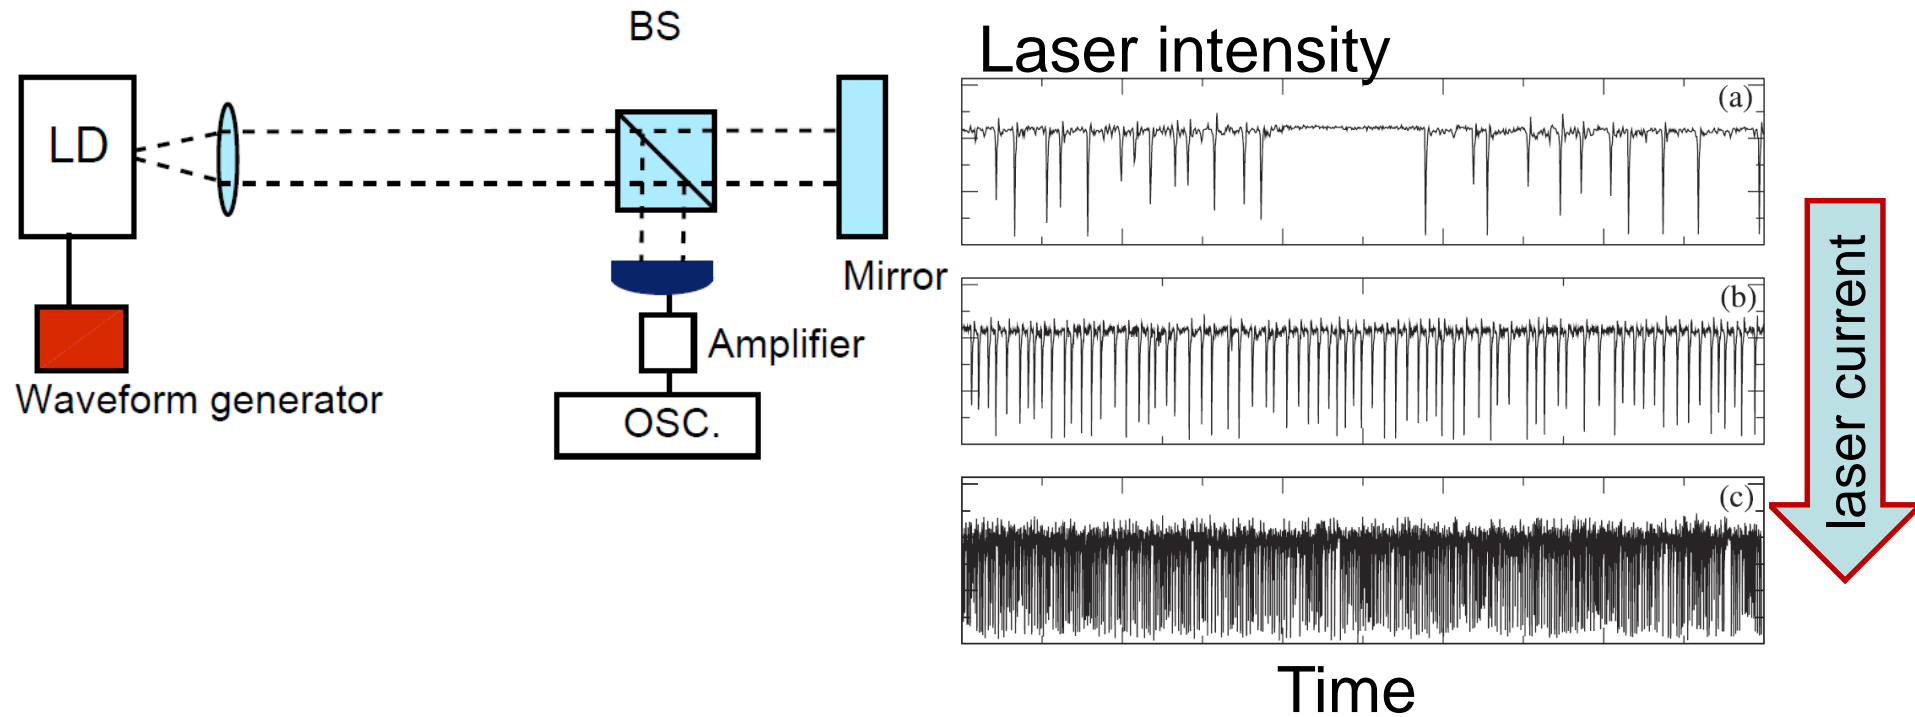 BS
LD
Mirror
Amplifier
Waveform generator
OSC.
Laser intensity
(a)
(b)
(c)
laser current
Time